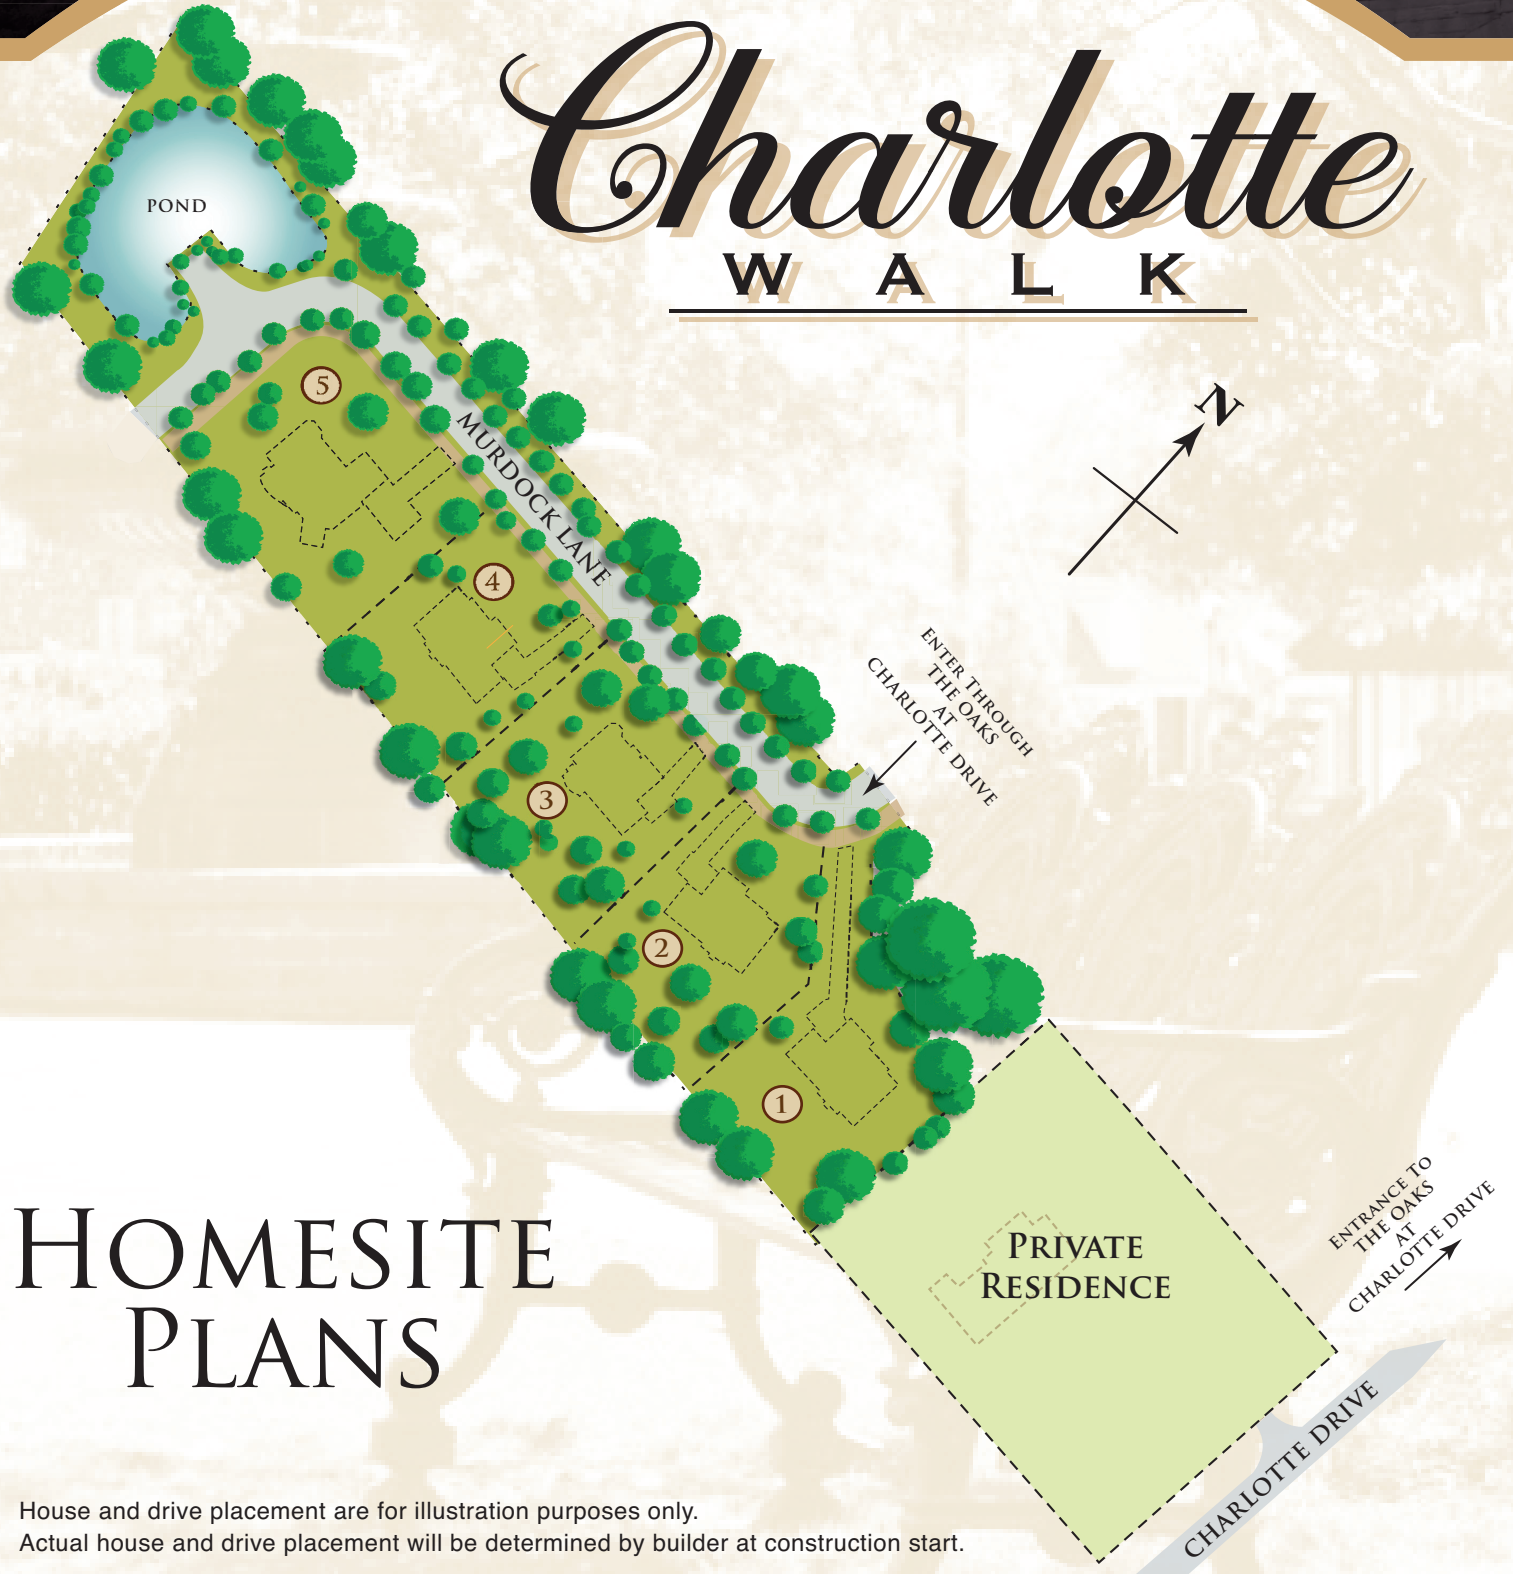 Charlotte
WALK
POND
N
5
MURDOCK LANE
4
ENTER THROUGH
THE OAKS
AT
CHARLOTTE DRIVE
3
2
1
PRIVATE
RESIDENCE
ENTRANCE TO
THE OAKS
AT
CHARLOTTE DRIVE
CHARLOTTE DRIVE
HOMESITE
PLANS
House and drive placement are for illustration purposes only.
Actual house and drive placement will be determined by builder at construction start.